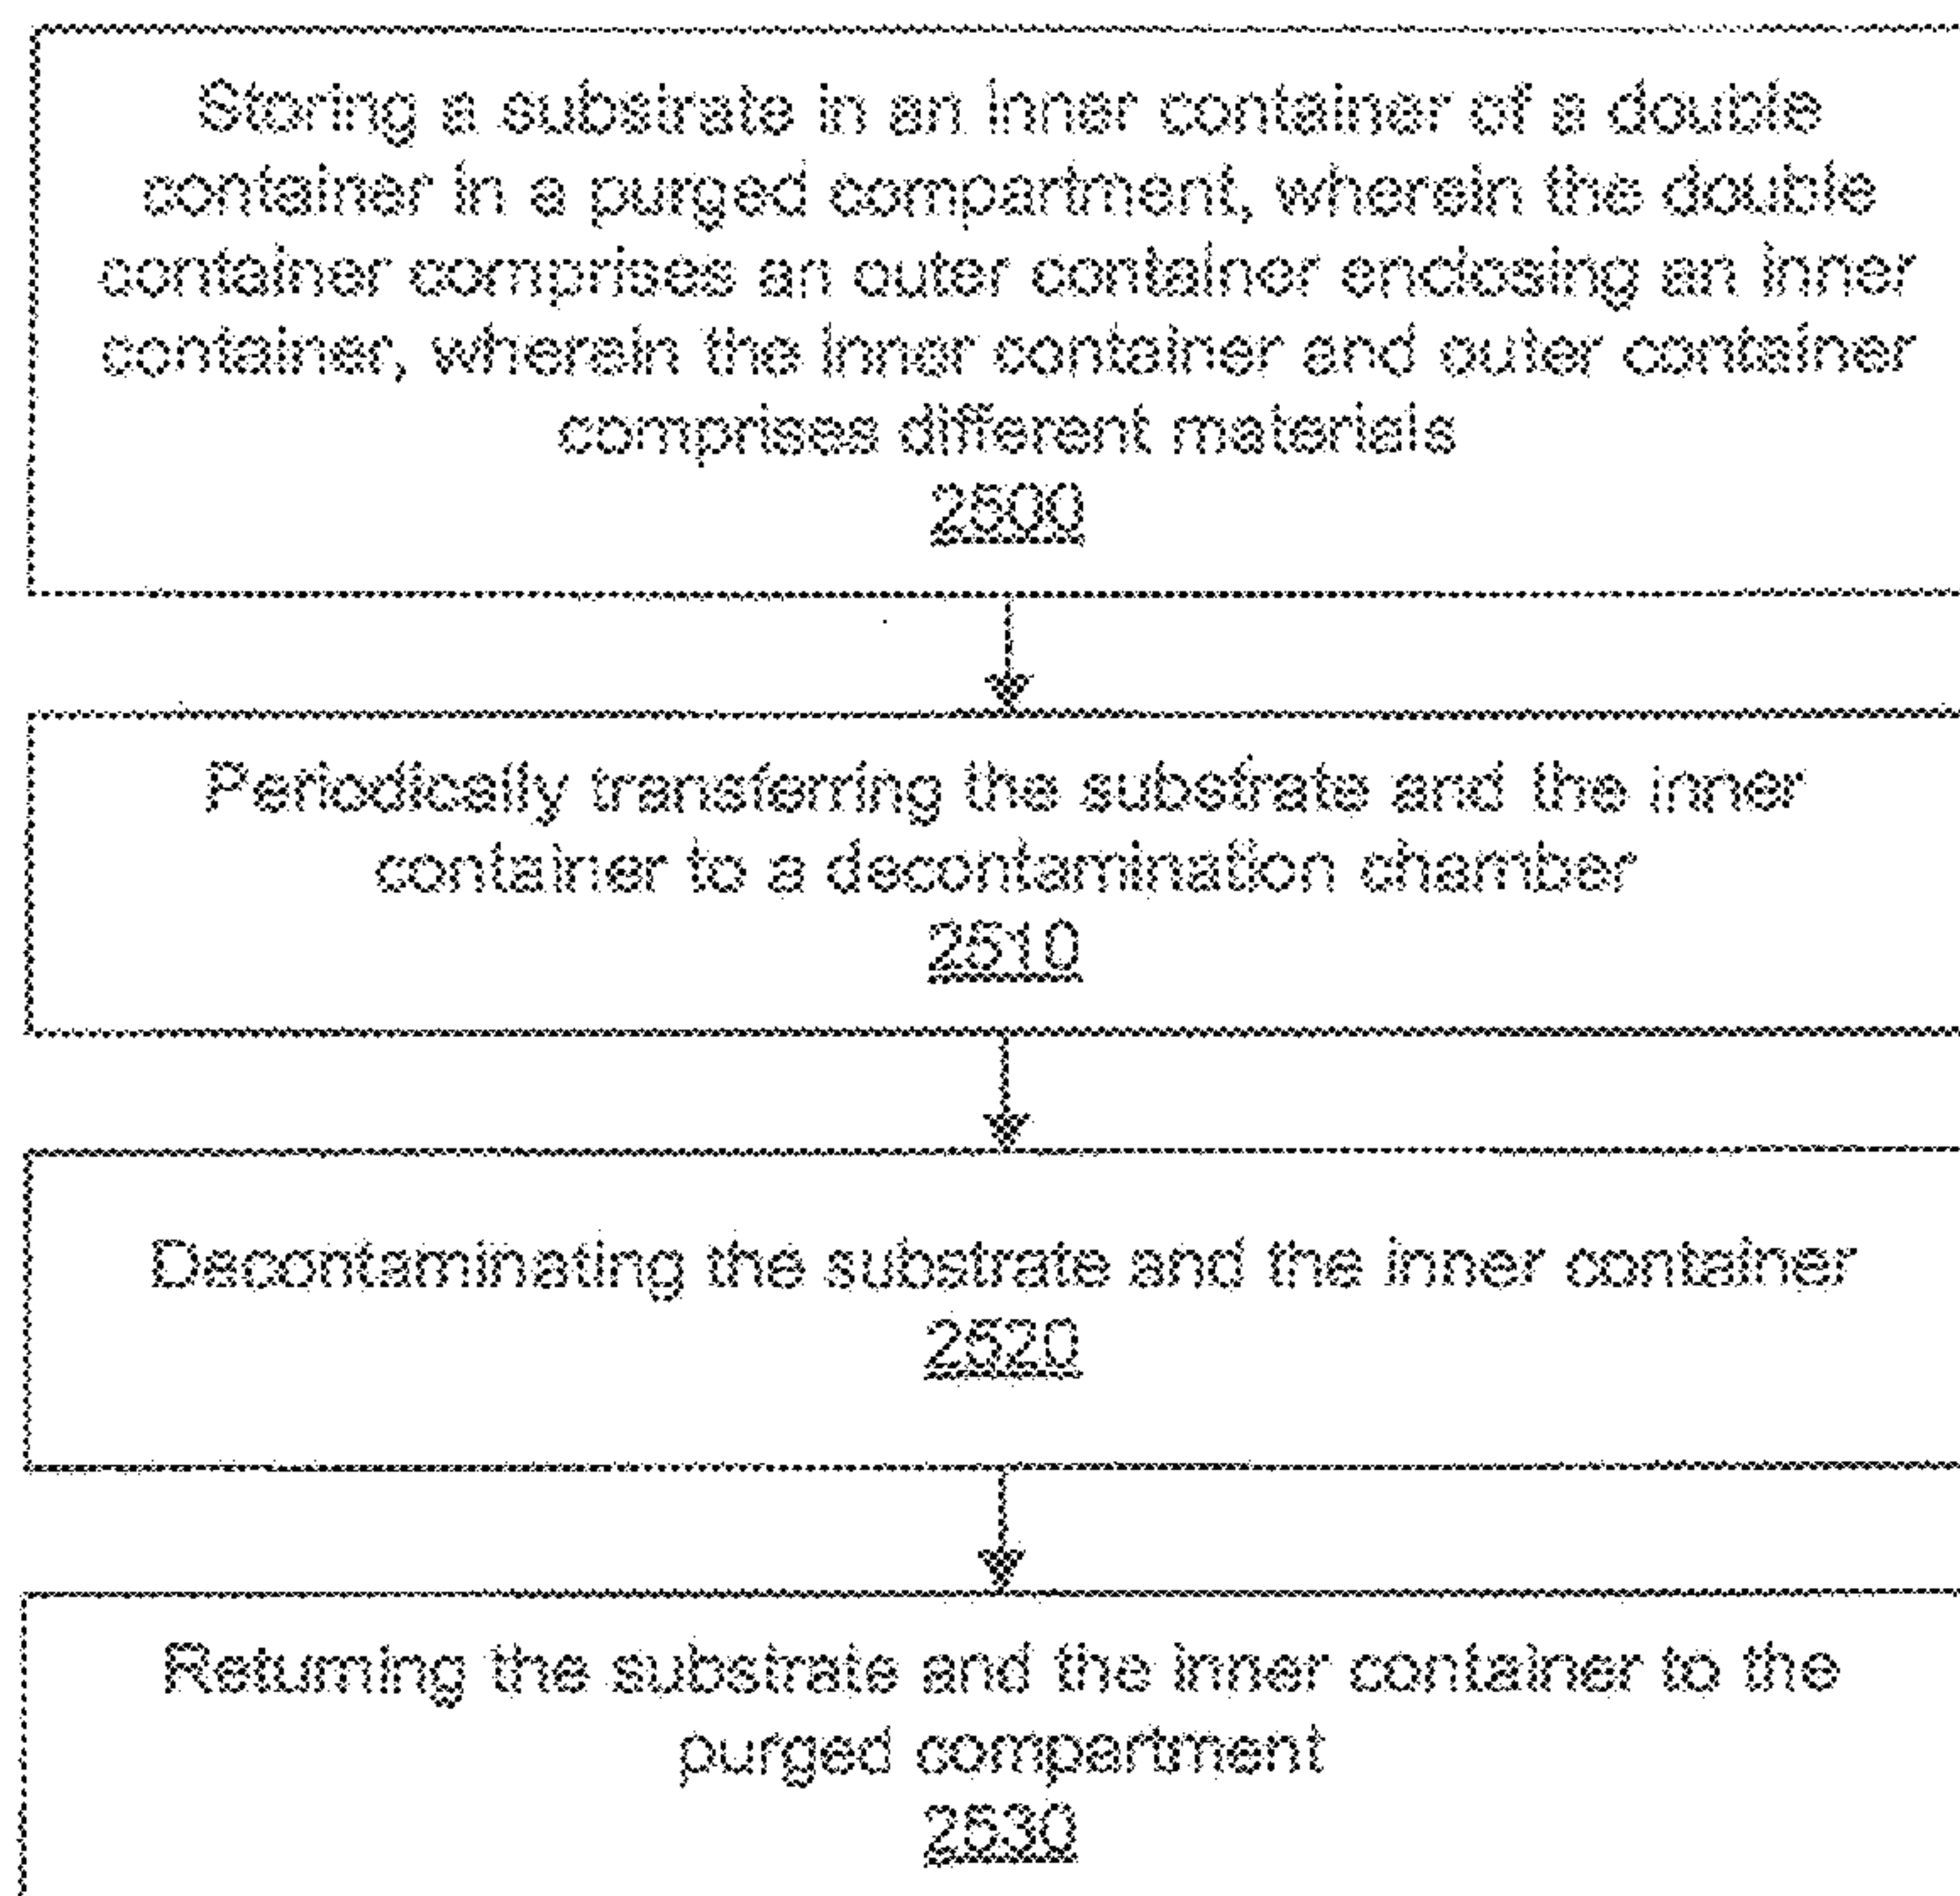 Storing a substrate in an inner container of a double
container in a purged compartment, wherein the double
container comprises an outer container enclosing an inner
container, wherein the inner container and outer container
comprises different materials
2500
Periodically transferring the substrate and the inner
container to a decontamination chamber
2510
Decontaminating the substrate and the inner container
2520
Returning the substrate and the inner container to the
purged compartment
2530